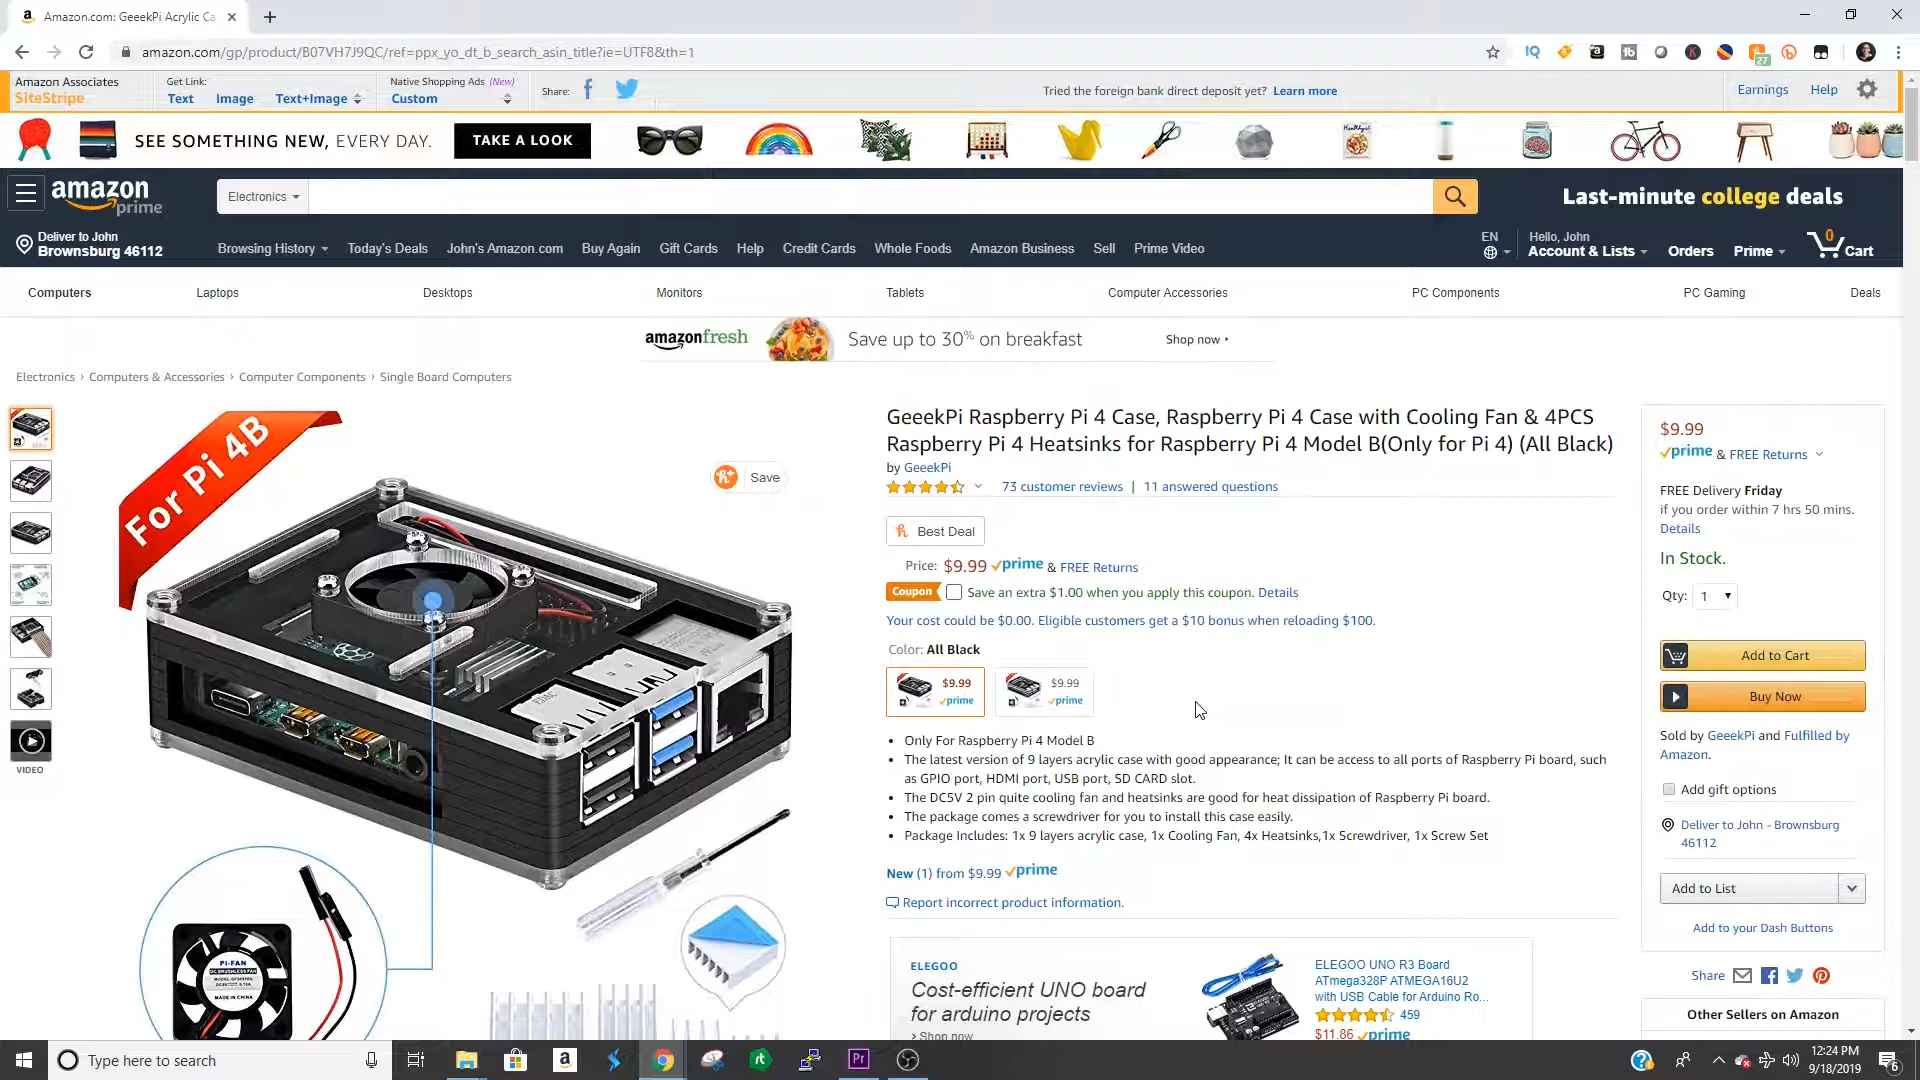 Amazon.com: GeeekPi Acrylic Ca
amazon.com/gp/product/B07VH7J9QC/ref=ppx_yo_dt_b_search_asin_title?ie=UTF8&th=1
Amazon Associates
SiteStripe
Get Link:
Text Image Text+Image
Native Shopping Ads (New)
Custom
Share:
Tried the foreign bank direct deposit yet? Learn more
Earnings Help
SEE SOMETHING NEW, EVERY DAY. TAKE A LOOK
amazon prime
Electronics
Last-minute college deals
Deliver to John
Brownsburg 46112
Browsing History Today's Deals John's Amazon.com Buy Again Gift Cards Help Credit Cards Whole Foods Amazon Business Sell Prime Video
EN
Hello, John
Account & Lists Orders Prime 0 Cart
Computers Laptops Desktops Monitors Tablets Computer Accessories PC Components PC Gaming Deals
amazonfresh Save up to 30% on breakfast Shop now
Electronics › Computers & Accessories › Computer Components › Single Board Computers
For Pi 4B
Save
GeeekPi Raspberry Pi 4 Case, Raspberry Pi 4 Case with Cooling Fan & 4PCS
Raspberry Pi 4 Heatsinks for Raspberry Pi 4 Model B(Only for Pi 4) (All Black)
by GeeekPi
73 customer reviews | 11 answered questions
Best Deal
Price: $9.99 prime & FREE Returns
Coupon Save an extra $1.00 when you apply this coupon. Details
Your cost could be $0.00. Eligible customers get a $10 bonus when reloading $100.
Color: All Black
$9.99 prime
$9.99 prime
• Only For Raspberry Pi 4 Model B
• The latest version of 9 layers acrylic case with good appearance; It can be access to all ports of Raspberry Pi board, such
as GPIO port, HDMI port, USB port, SD CARD slot.
• The DC5V 2 pin quite cooling fan and heatsinks are good for heat dissipation of Raspberry Pi board.
• The package comes a screwdriver for you to install this case easily.
• Package Includes: 1x 9 layers acrylic case, 1x Cooling Fan, 4x Heatsinks,1x Screwdriver, 1x Screw Set
New (1) from $9.99 prime
Report incorrect product information.
ELEGOO
Cost-efficient UNO board
for arduino projects
› Shop now
ELEGOO UNO R3 Board
ATmega328P ATMEGA16U2
with USB Cable for Arduino Ro...
459
$11.86 prime
$9.99
prime & FREE Returns
FREE Delivery Friday
if you order within 7 hrs 50 mins.
Details
In Stock.
Qty: 1
Add to Cart
Buy Now
Sold by GeeekPi and Fulfilled by
Amazon.
Add gift options
Deliver to John - Brownsburg
46112
Add to List
Add to your Dash Buttons
Share
Other Sellers on Amazon
VIDEO
PI-FAN
DC BRUSHLESS FAN
MADE IN CHINA
Type here to search
12:24 PM
9/18/2019
6